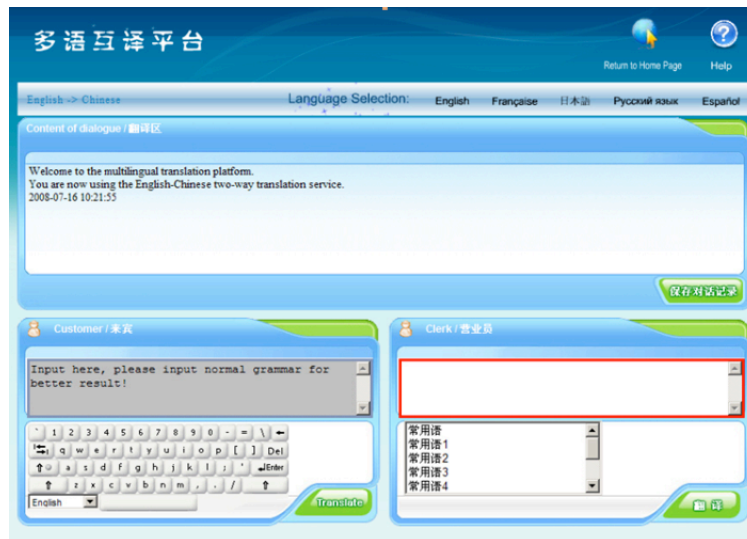 多语互译平台
Return to Home Page
Help
English -> Chinese
Language Selection:
English
Française
日本語
Русский язык
Español
Content of dialogue / 翻译区
Welcome to the multilingual translation platform.
You are now using the English-Chinese two-way translation service.
2008-07-16 10:21:55
保存对话记录
Customer / 来宾
Clerk / 营业员
Input here, please input normal grammar for
better result!
` 1 2 3 4 5 6 7 8 9 0 - = \
q w e r t y u i o p [ ] Del
a s d f g h j k l ; ' Enter
z x c v b n m , . /
English
Translate
常用语
常用语1
常用语2
常用语3
常用语4
翻 译